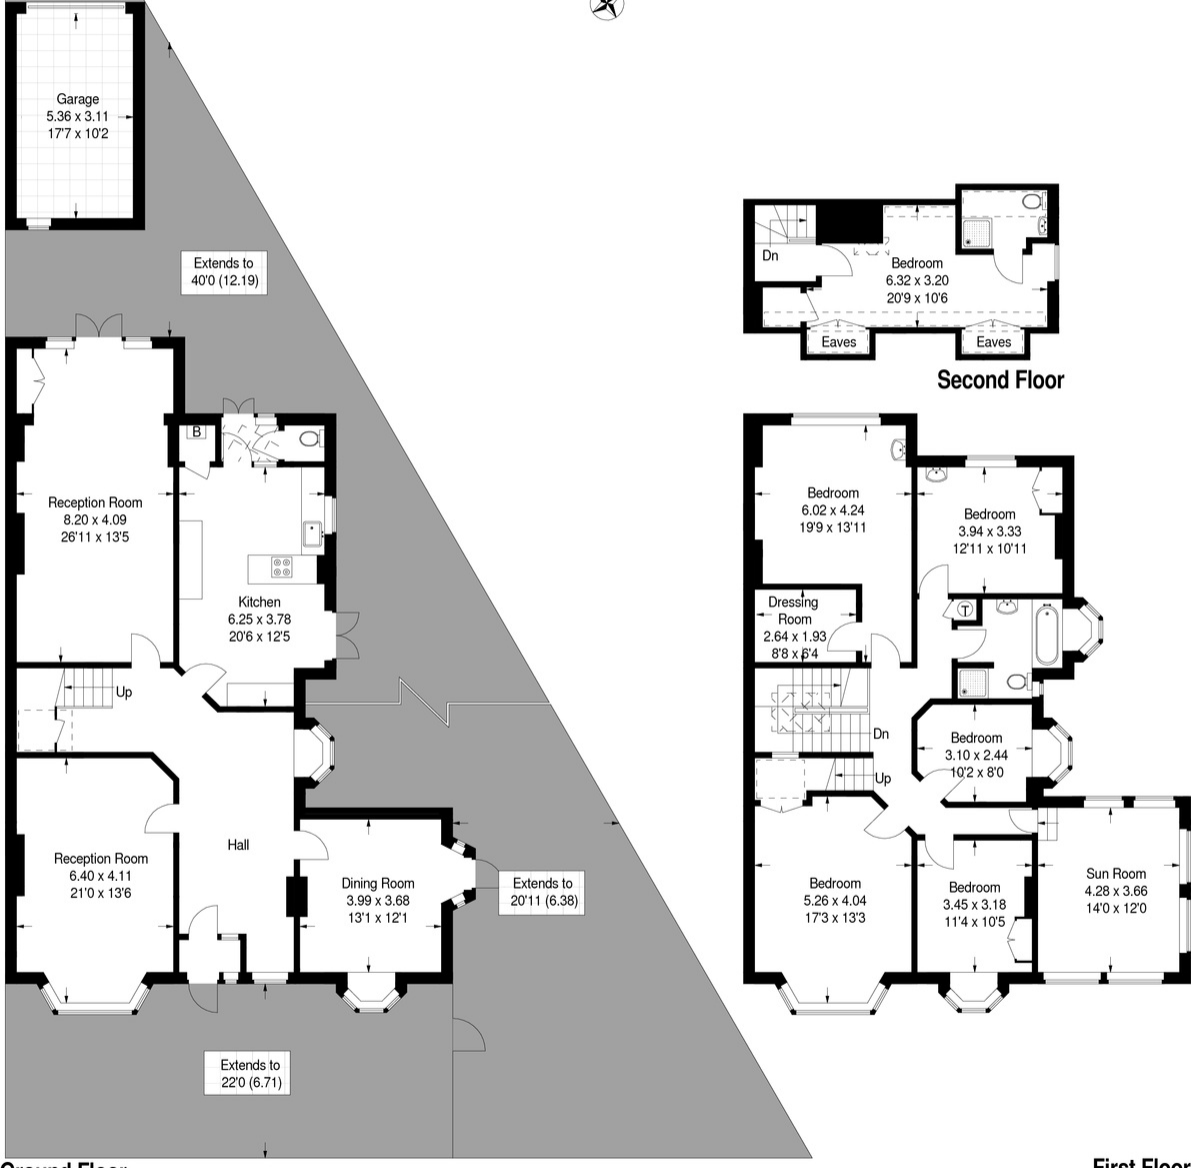 Garage
5.36 x 3.11
17'7 x 10'2
Extends to
40'0 (12.19)
B
Reception Room
8.20 x 4.09
26'11 x 13'5
Kitchen
6.25 x 3.78
20'6 x 12'5
Up
Hall
Reception Room
6.40 x 4.11
21'0 x 13'6
Dining Room
3.99 x 3.68
13'1 x 12'1
Extends to
20'11 (6.38)
Extends to
22'0 (6.71)
Ground Floor
Dn
Bedroom
6.32 x 3.20
20'9 x 10'6
Eaves
Eaves
Second Floor
Bedroom
6.02 x 4.24
19'9 x 13'11
Bedroom
3.94 x 3.33
12'11 x 10'11
Dressing
Room
2.64 x 1.93
8'8 x 6'4
T
Dn
Bedroom
3.10 x 2.44
10'2 x 8'0
Up
Bedroom
5.26 x 4.04
17'3 x 13'3
Bedroom
3.45 x 3.18
11'4 x 10'5
Sun Room
4.28 x 3.66
14'0 x 12'0
First Floor